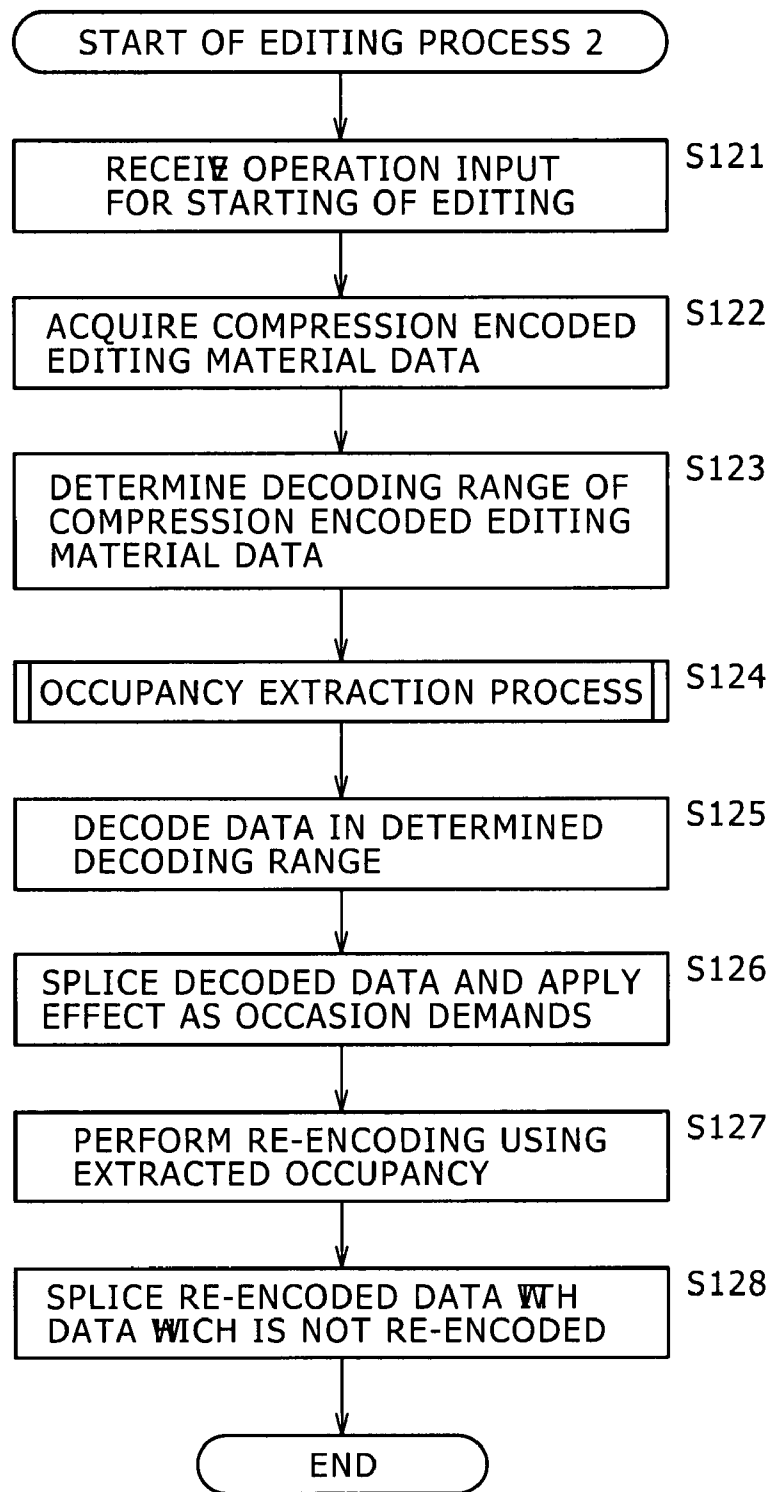 START OF EDITING PROCESS 2
S121
RECEIVE OPERATION INPUT
FOR STARTING OF EDITING
S122
ACQUIRE COMPRESSION ENCODED
EDITING MATERIAL DATA
S123
DETERMINE DECODING RANGE OF
COMPRESSION ENCODED EDITING
MATERIAL DATA
S124
OCCUPANCY EXTRACTION PROCESS
S125
DECODE DATA IN DETERMINED
DECODING RANGE
S126
SPLICE DECODED DATA AND APPLY
EFFECT AS OCCASION DEMANDS
S127
PERFORM RE-ENCODING USING
EXTRACTED OCCUPANCY
S128
SPLICE RE-ENCODED DATA WITH
DATA WHICH IS NOT RE-ENCODED
END